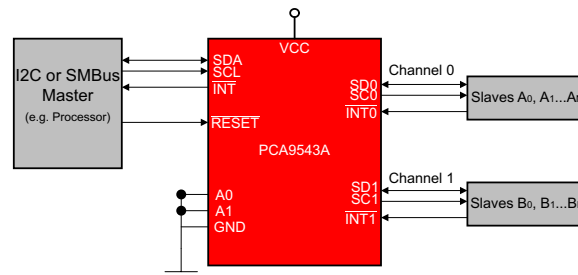 VCC
I2C or SMBus
Master
(e.g. Processor)
SDA
SCL
INT
RESET
PCA9543A
A0
A1
GND
SD0
SC0
INT0
Channel 0
Slaves A0, A1...A
SD1
SC1
INT1
Channel 1
Slaves B0, B1...B